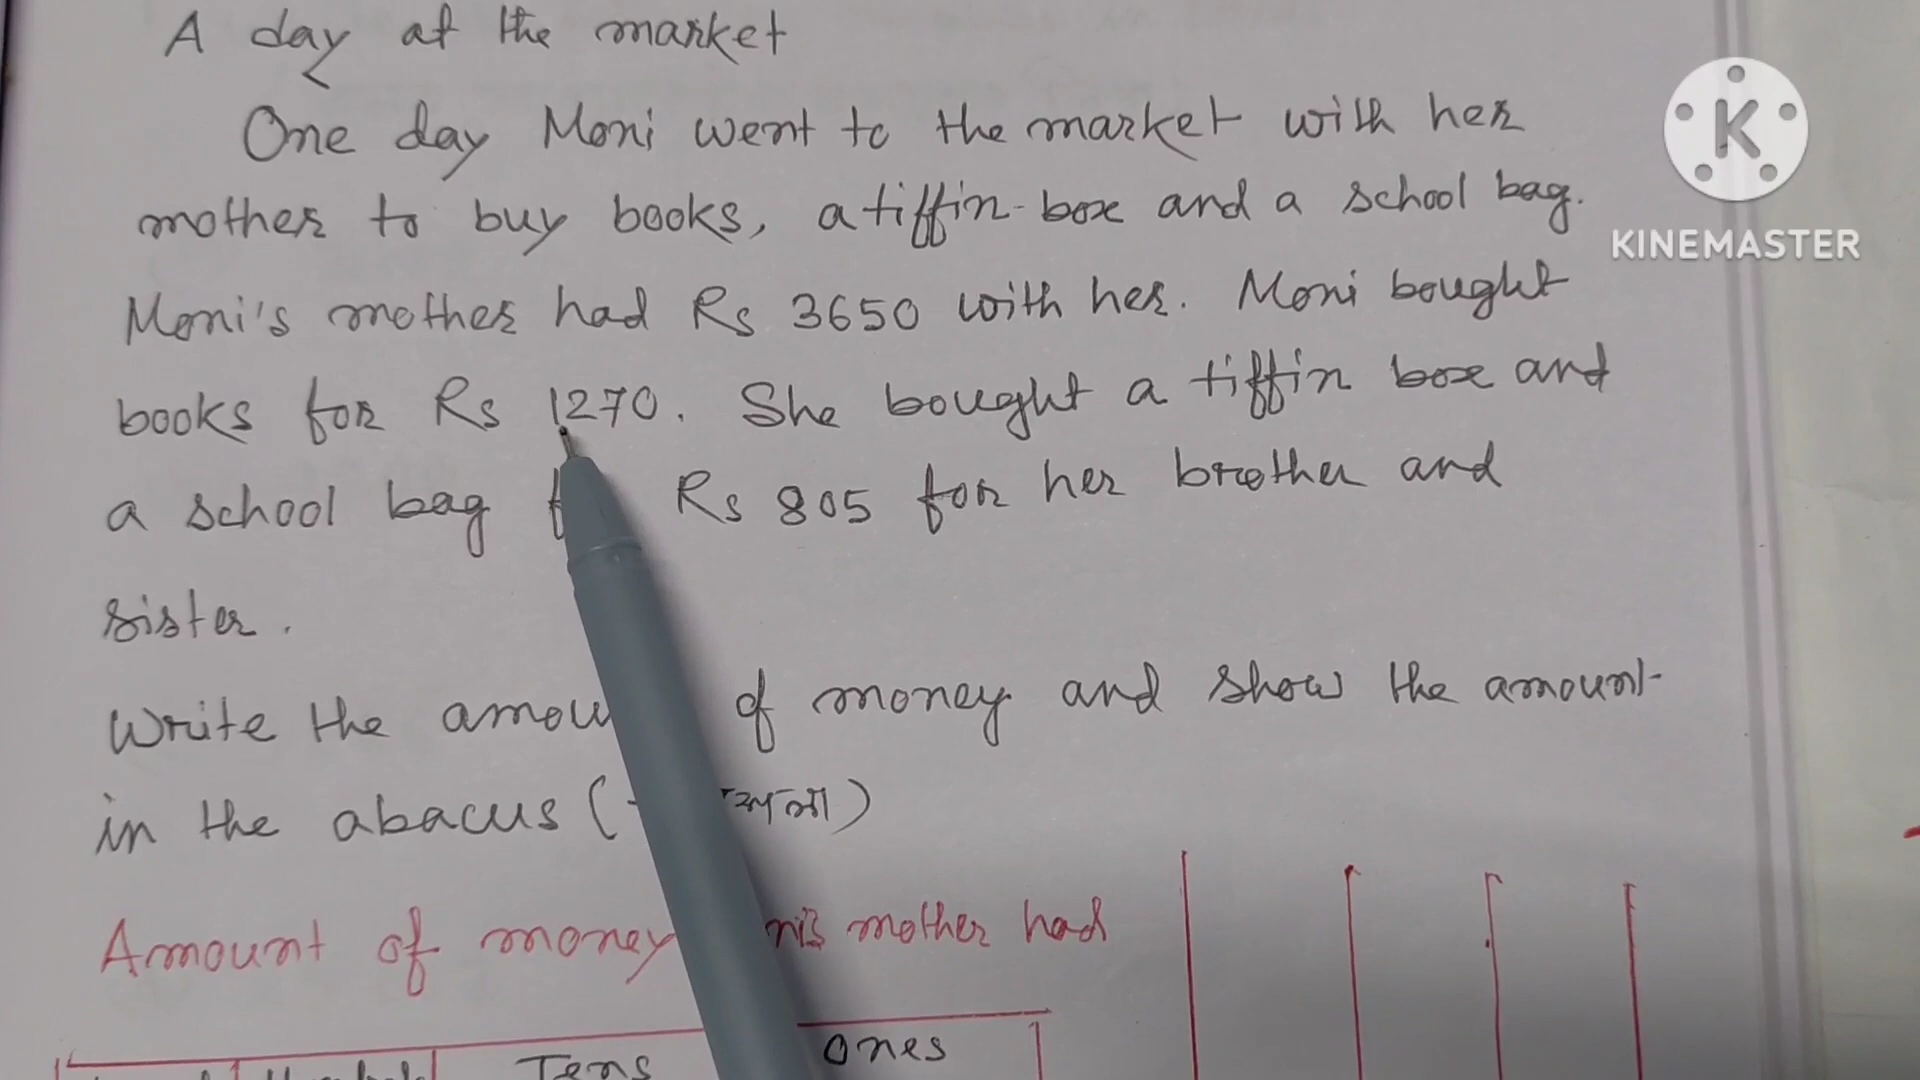 A day at the market
One day Moni went to the market with her
mother to buy books, a tiffin-box and a school bag.
Moni's mother had Rs 3650 with her. Moni bought
books for Rs 1270. She bought a tiffin box and
a school bag Rs 805 for her brother and
sister.
Write the of money and show the amount
in the abacus (
Amount of money mother had
Tens Ones
K
KINEMASTER